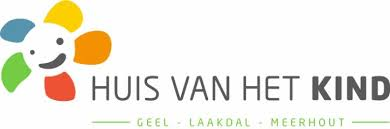 HUIS VAN HET KIND
GEEL - LAAKDAL - MEERHOUT